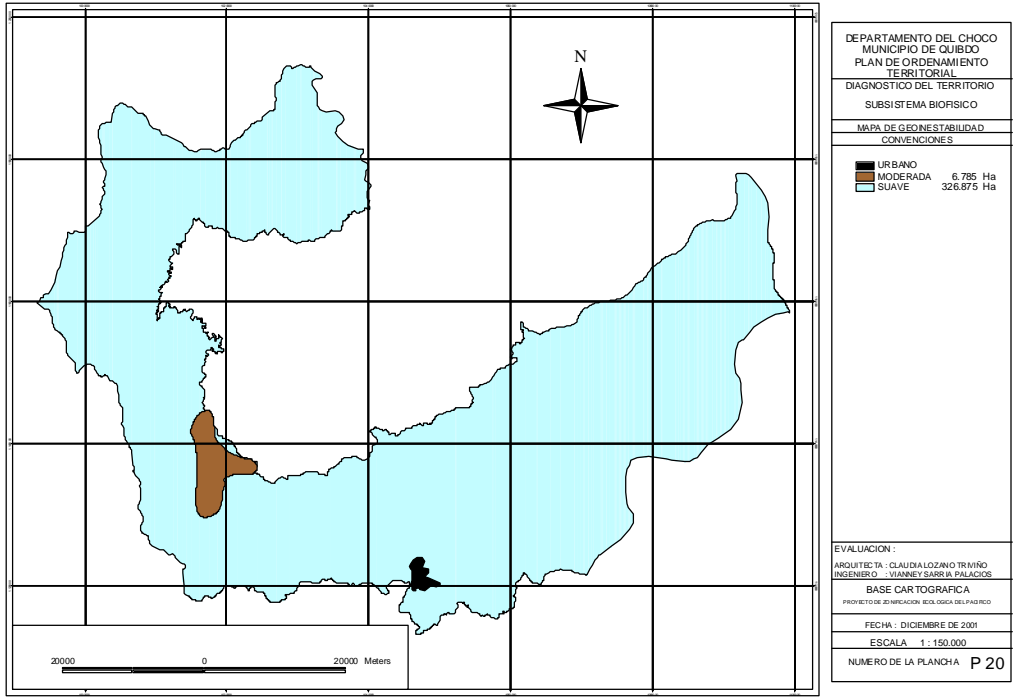 N
20000 0 20000 Meters
DEPARTAMENTO DEL CHOCO
MUNICIPIO DE QUIBDO
PLAN DE ORDENAMIENTO
TERRITORIAL
DIAGNOSTICO DEL TERRITORIO
SUBSISTEMA BIOFISICO
MAPA DE GEOINESTABILIDAD
CONVENCIONES
URBANO
MODERADA 6.785 Ha
SUAVE 326.875 Ha
EVALUACION :
ARQUITECTA : CLAUDIA LOZANO TRIVIÑO
INGENIERO : VIANNEY SARRIA PALACIOS
BASE CARTOGRAFICA
PROYECTO DE ZONIFICACION ECOLOGICA DEL PACIFICO
FECHA : DICIEMBRE DE 2001
ESCALA 1 : 150.000
NUMERO DE LA PLANCHA P 20